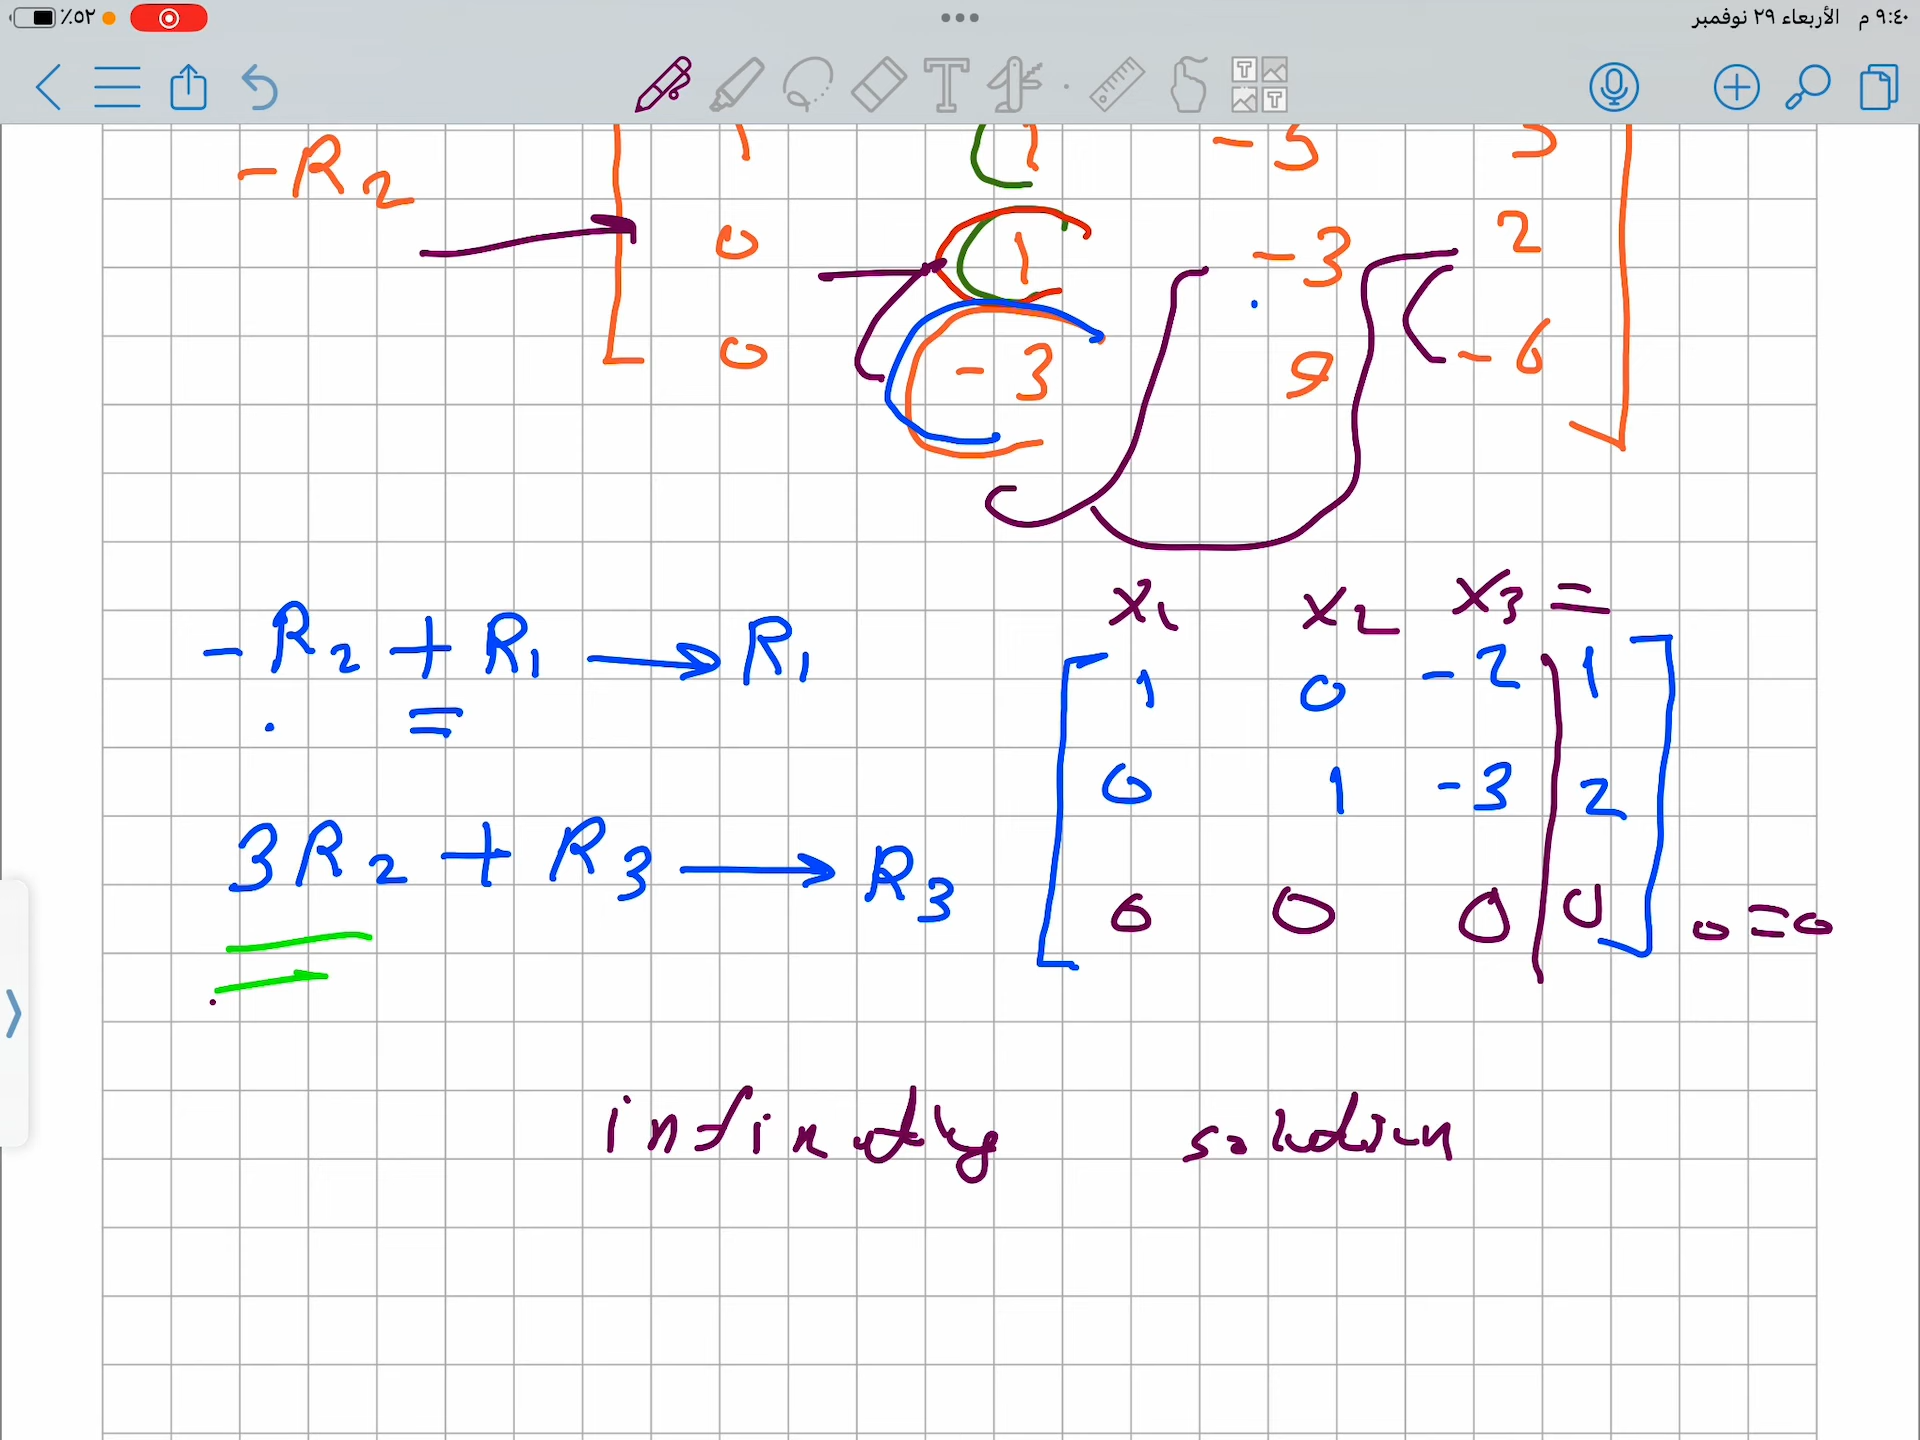 ٩:٤٠ م الأربعاء ٢٩ نوفمبر
٪٥٢
-R2
1 1 -5 3
0 1 -3 2
0 -3 9 -6
x1 x2 x3 =
-R2 + R1 → R1
1 0 -2 1
0 1 -3 2
3R2 + R3 → R3
0 0 0 0 0=0
infinitly solution